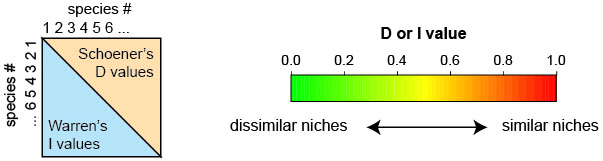 species #
1 2 3 4 5 6 ...
species #
... 6 5 4 3 2 1
Schoener's
D values
Warren's
I values
D or I value
0.0 0.2 0.4 0.6 0.8 1.0
dissimilar niches similar niches